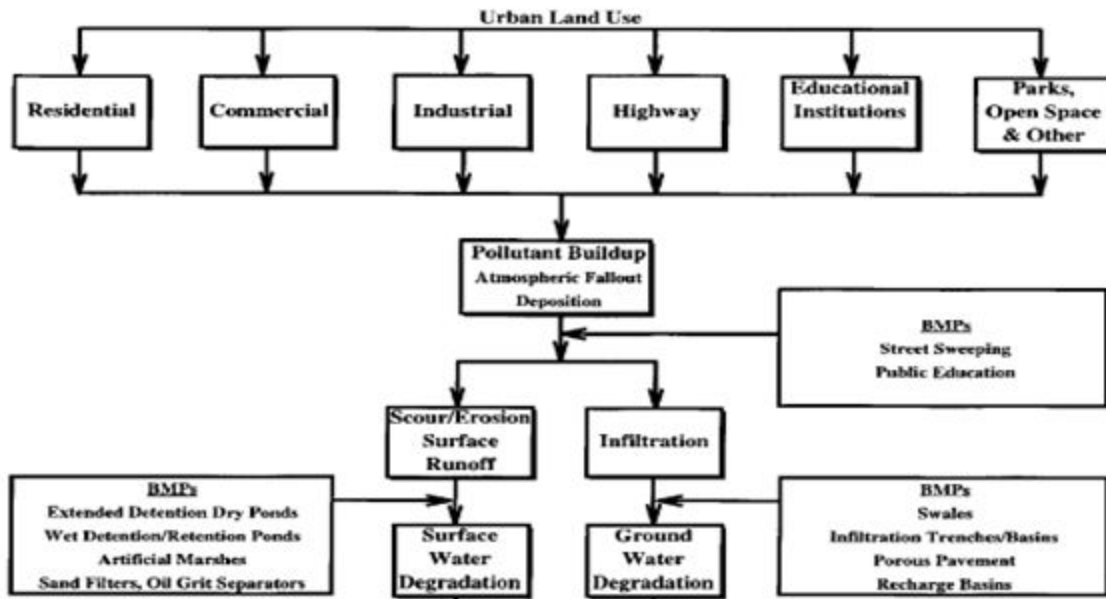 Urban Land Use
Residential
Commercial
Industrial
Highway
Educational
Institutions
Parks,
Open Space
& Other
Pollutant Buildup
Atmospheric Fallout
Deposition
BMPs
Street Sweeping
Public Education
Scour/Erosion
Surface
Runoff
Infiltration
BMPs
Extended Detention Dry Ponds
Wet Detention/Retention Ponds
Artificial Marshes
Sand Filters, Oil Grit Separators
Surface
Water
Degradation
Ground
Water
Degradation
BMPs
Swales
Infiltration Trenches/Basins
Porous Pavement
Recharge Basins